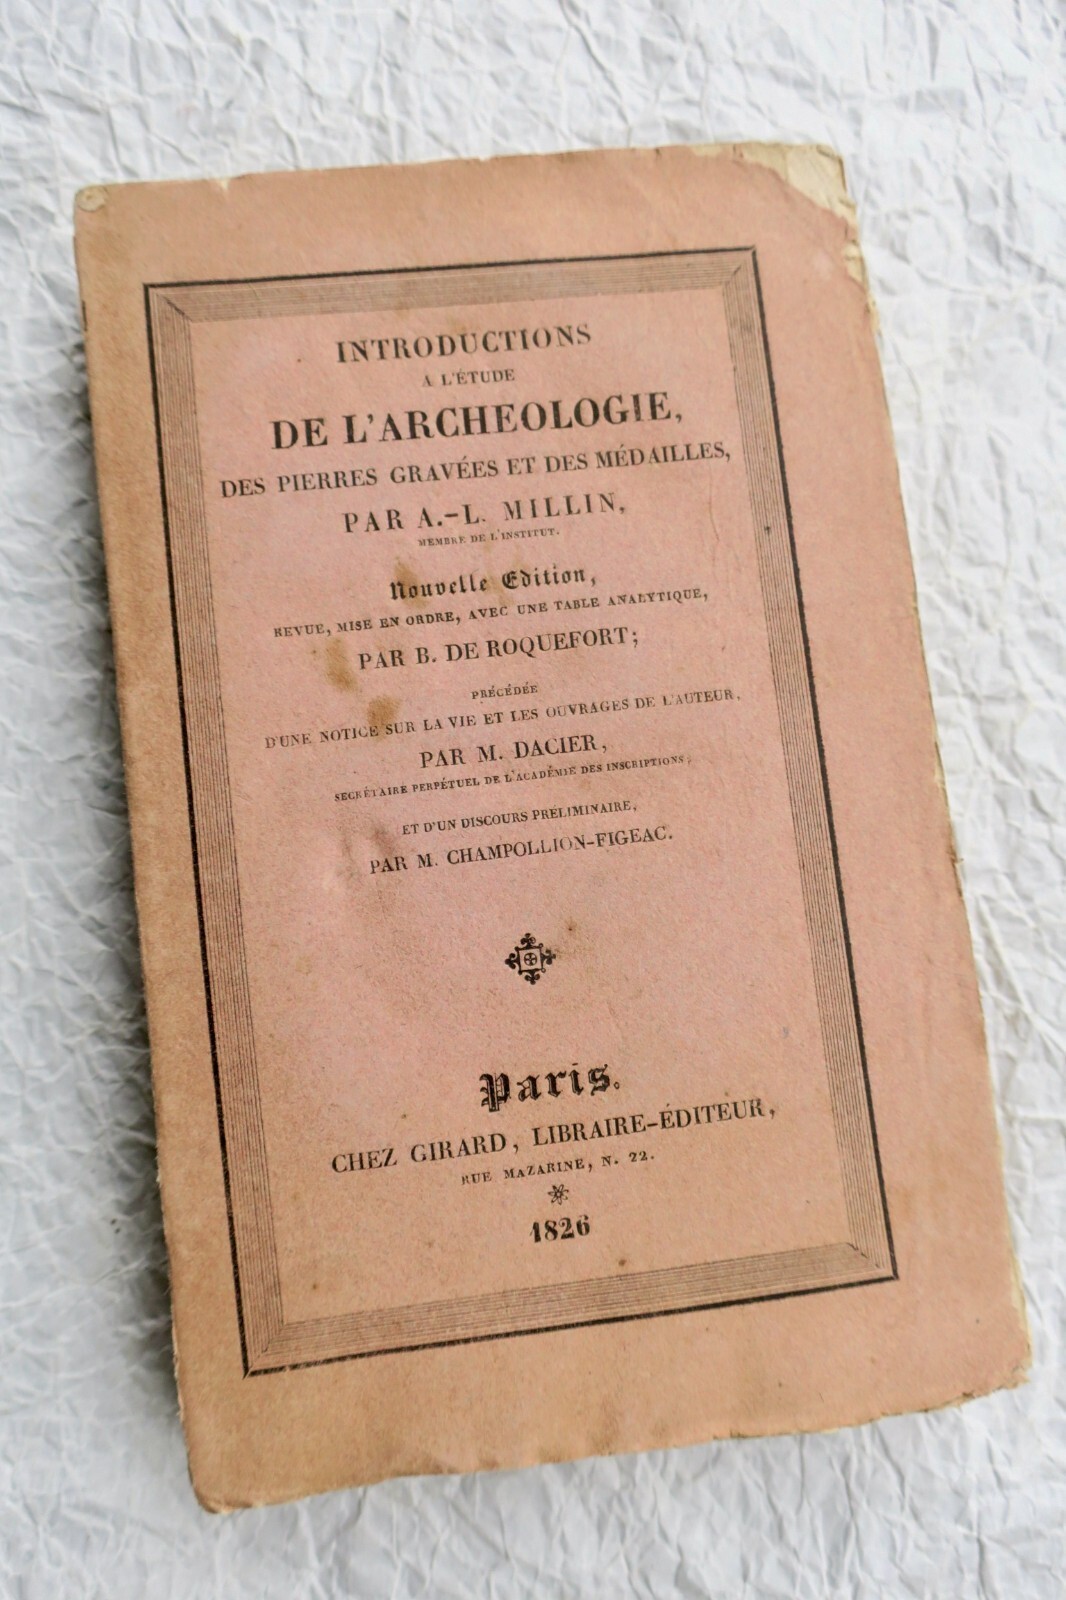 INTRODUCTIONS
A L'ÉTUDE
DE L'ARCHEOLOGIE,
DES PIERRES GRAVÉES ET DES MÉDAILLES,
PAR A.-L. MILLIN,
MEMBRE DE L'INSTITUT.
Nouvelle Edition,
REVUE, MISE EN ORDRE, AVEC UNE TABLE ANALYTIQUE,
PAR B. DE ROQUEFORT;
PRÉCÉDÉE
D'UNE NOTICE SUR LA VIE ET LES OUVRAGES DE L'AUTEUR,
PAR M. DACIER,
SECRÉTAIRE PERPÉTUEL DE L'ACADÉMIE DES INSCRIPTIONS;
ET D'UN DISCOURS PRÉLIMINAIRE,
PAR M. CHAMPOLLION-FIGEAC.
Paris.
CHEZ GIRARD, LIBRAIRE-ÉDITEUR,
RUE MAZARINE, N. 22.
1826